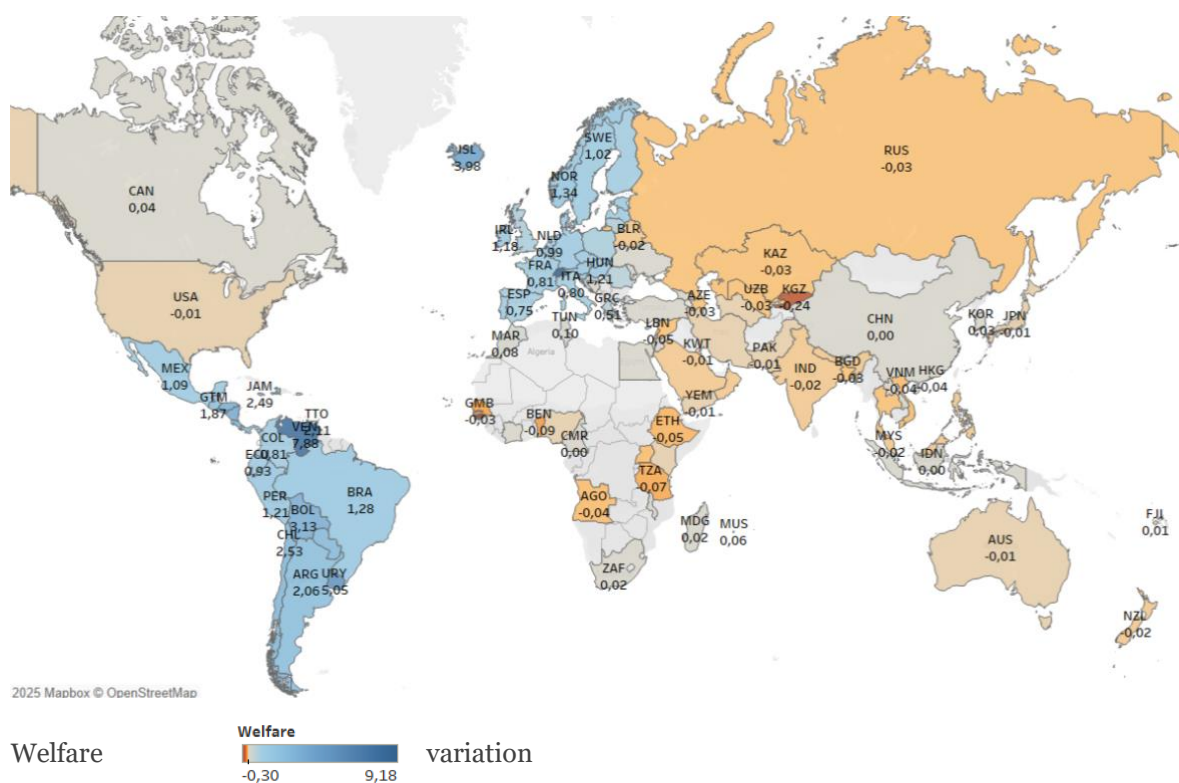 SWE
1,02
ISL
3,98
RUS
-0,03
CAN
0,04
NOR
1,34
IRL
1,18
NLD
0,99
BLR
-0,02
KAZ
-0,03
FRA
0,81
HUN
1,21
ITA
0,80
UZB
-0,03
KGZ
-0,24
USA
-0,01
ESP
0,75
GRC
0,51
AZE
-0,03
TUN
0,10
LBN
-0,05
CHN
0,00
KOR
0,03
JPN
-0,01
MAR
0,08
Algeria
KWT
-0,01
PAK
-0,01
MEX
1,09
IND
-0,02
BGD
-0,03
VNM
-0,04
HKG
-0,04
JAM
2,49
GTM
1,87
YEM
-0,01
GMB
-0,03
BEN
-0,09
TTO
2,11
VEN
7,88
ETH
-0,05
CMR
0,00
COL
0,81
MYS
-0,02
IDN
0,00
0,93
TZA
-0,07
BRA
1,28
PER
1,21
AGO
-0,04
BOL
3,13
MDG
0,02
MUS
0,06
FJI
0,01
2,53
AUS
-0,01
ZAF
0,02
ARG
2,06
URY
5,05
NZL
-0,02
2025 Mapbox © OpenStreetMap
Welfare
Welfare variation
-0,30 9,18